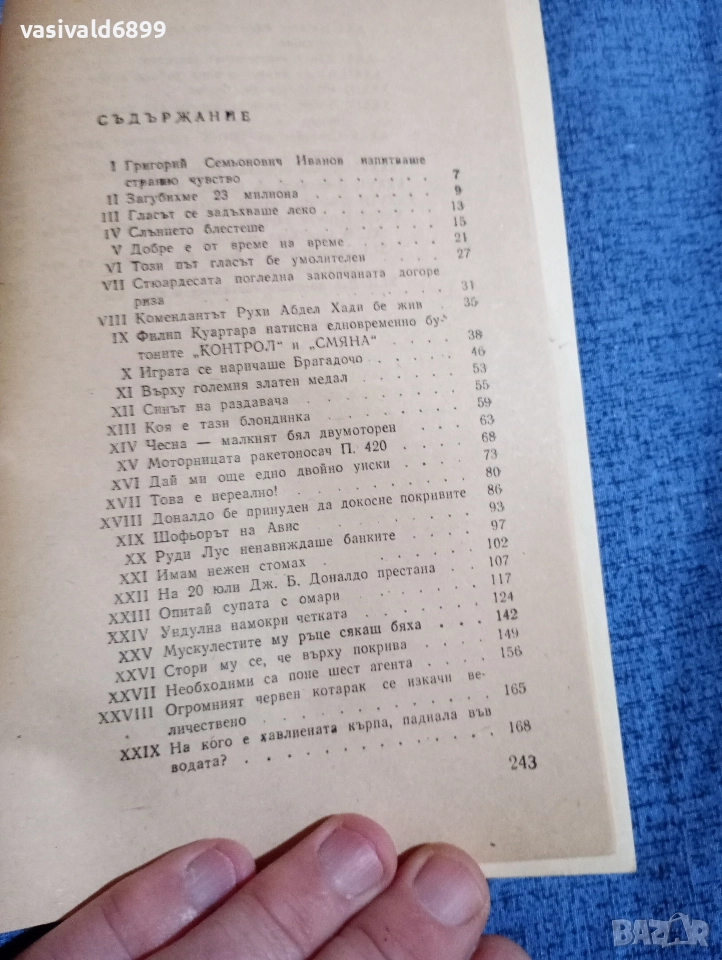 vasivald6899
СЪДЪРЖАНИЕ
I Григорий Семьонович Иванов изпитваше
странно чувство . . . . . . . . 7
II Загубихме 23 милиона . . . . . . . 9
III Гласът се задъхваше леко . . . . . . 13
IV Слънцето блестеше . . . . . . . 15
V Добре е от време на време . . . . . 21
VI Този път гласът бе умолителен . . . . 27
VII Стюардесата погледна закопчаната догоре
риза . . . . . . . . 31
VIII Комендантът Рухи Абдел Хади бе жив . 35
IX Филип Куартара натисна едновременно бу-
тоните „КОНТРОЛ" и „СМЯНА" . . . . 38
X Играта се наричаше Брагадочо . . . . 46
XI Върху големия златен медал . . . . 53
XII Синът на раздавача . . . . . . 55
XIII Коя е тази блондинка . . . . . . 59
XIV Чесна — малкият бял двумоторен . . . 63
XV Моторницата ракетоносач П. 420 . . . 68
XVI Дай ми още едно двойно уиски . . . 73
XVII Това е нереално! . . . . . . . 80
XVIII Доналдо бе принуден да докосне покривите 86
XIX Шофьорът на Авис . . . . . . 93
XX Руди Лус ненавиждаше банките . . . . 97
XXI Имам нежен стомах . . . . . . 102
XXII На 20 юли Дж. Б. Доналдо престана . . 107
XXIII Опитай супата с омари . . . . . 117
XXIV Ундулна намокри четката . . . . . 124
XXV Мускулестите му ръце сякаш бяха . . . 142
XXVI Стори му се, че върху покрива . . . . 149
XXVII Необходими са поне шест агента . . . 156
XXVIII Огромният червен котарак се изкачи ве-
личествено . . . . . . . . 165
XXIX На кого е хавлиената кърпа, паднала във
водата? . . . . . . . . . 168
243
BAZAR